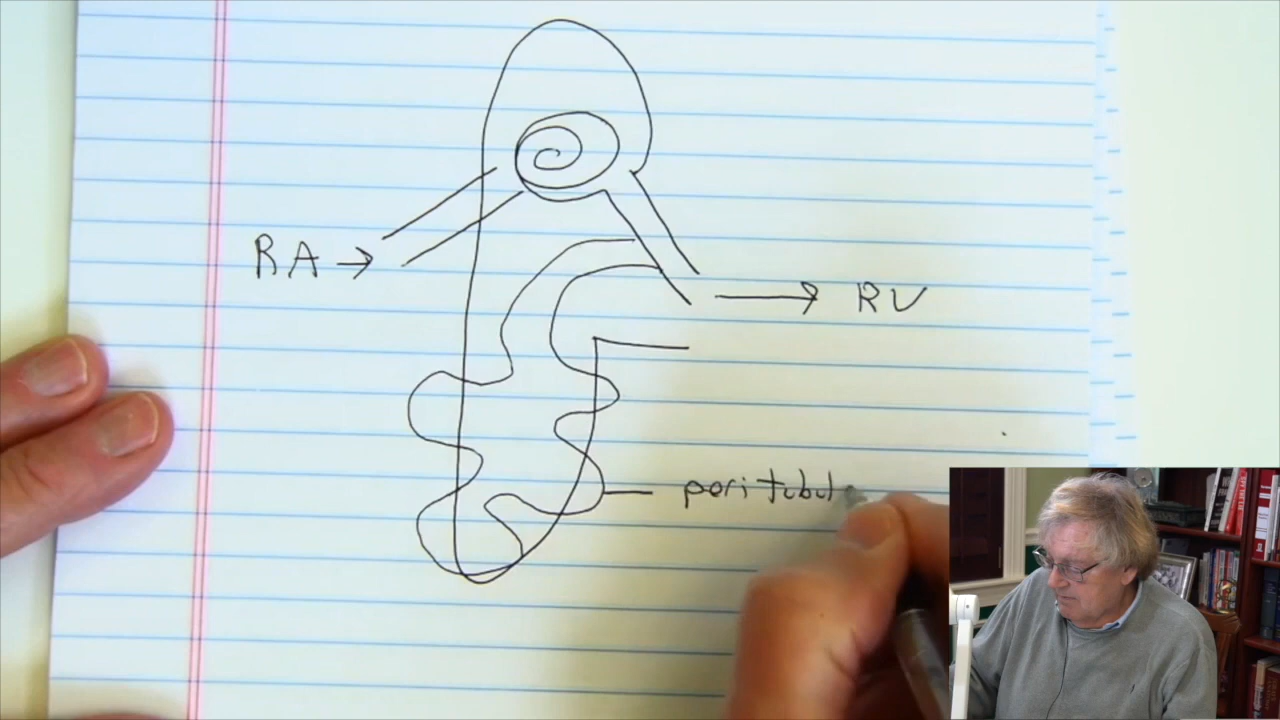 RA →
→ RV
peritubul